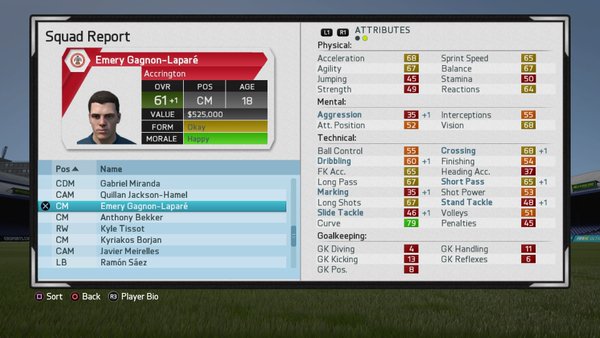 Squad Report
Emery Gagnon-Laparé
Accrington
OVR POS AGE
61 +1 CM 18
VALUE $525,000
FORM Okay
MORALE Happy
Pos Name
CDM Gabriel Miranda
CAM Quillan Jackson-Hamel
CM Emery Gagnon-Laparé
CM Anthony Bekker
RW Kyle Tissot
CM Kyriakos Borjan
CAM Javier Meirelles
LB Ramón Sáez
L1 R1 ATTRIBUTES
Physical:
Acceleration 68 Sprint Speed 65
Agility 67 Balance 67
Jumping 45 Stamina 50
Strength 49 Reactions 64
Mental:
Aggression 35 +1 Interceptions 55
Att. Position 52 Vision 68
Technical:
Ball Control 55 Crossing 68 +1
Dribbling 60 +1 Finishing 54
FK Acc. 65 Heading Acc. 37
Long Pass 67 Short Pass 65 +1
Marking 35 +1 Shot Power 53
Long Shots 67 Stand Tackle 48 +1
Slide Tackle 46 +1 Volleys 51
Curve 79 Penalties 45
Goalkeeping:
GK Diving 4 GK Handling 11
GK Kicking 13 GK Reflexes 6
GK Pos. 8
Sort Back R3 Player Bio